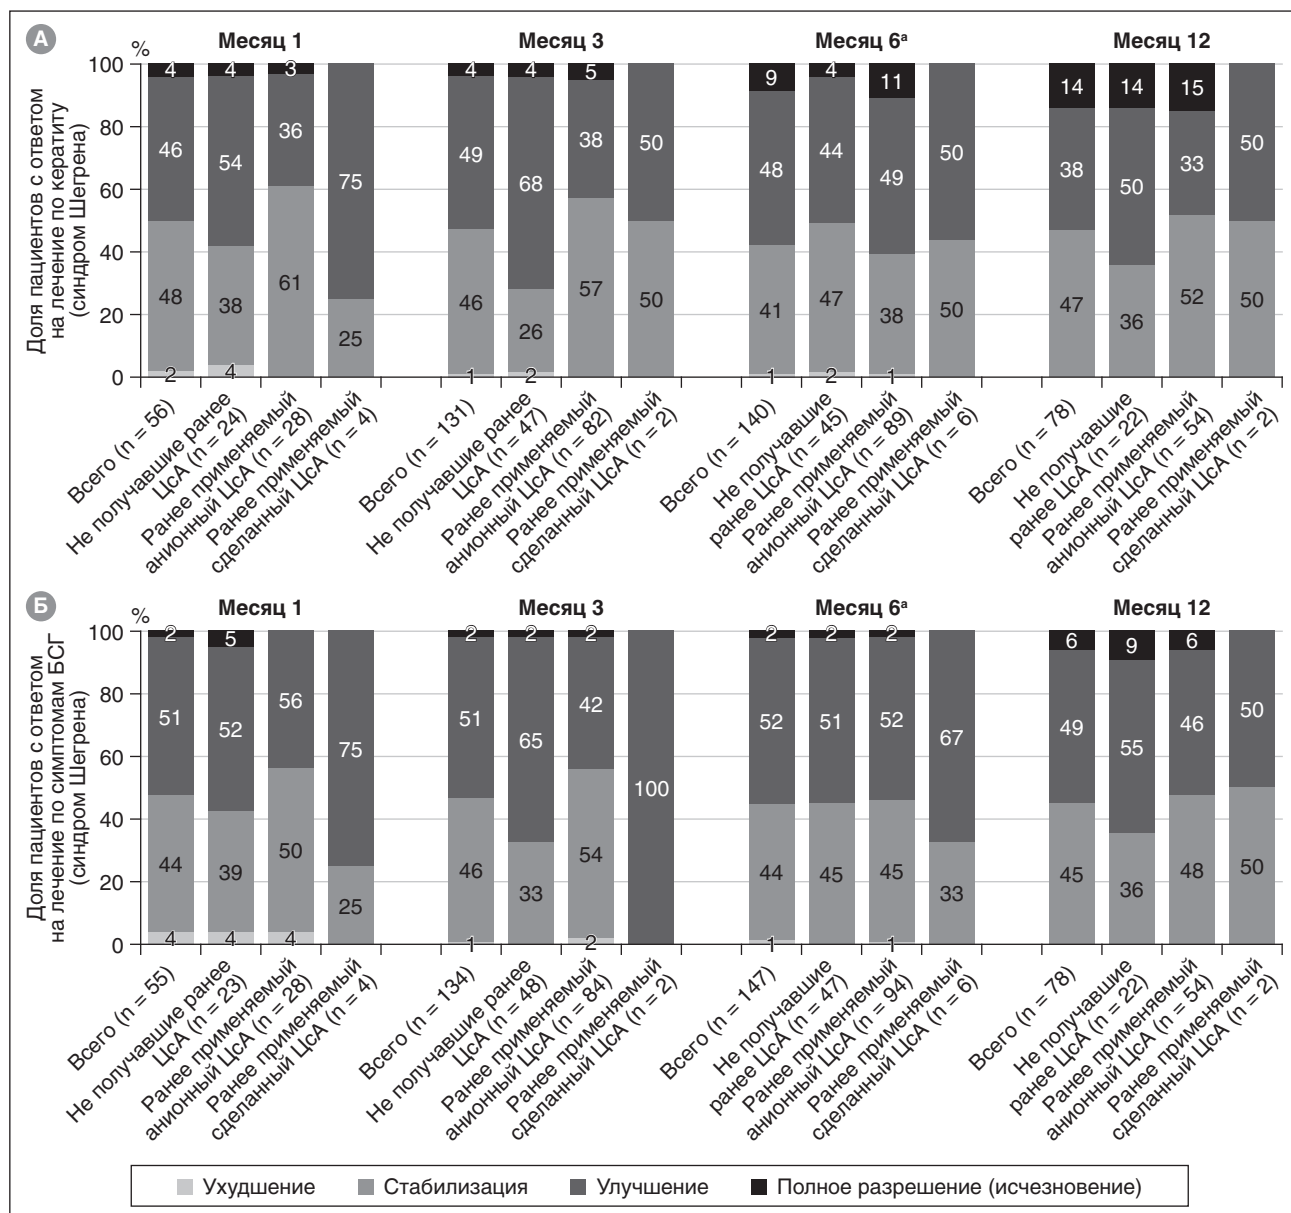 А
Месяц 1
Месяц 3
Месяц 6ª
Месяц 12
%
Доля пациентов с ответом
на лечение по кератиту
(синдром Шегрена)
100
80
60
40
20
0
4 4 3
46 54 36 75
48 38 61 25
2 4
4 4 5
49 68 38 50
46 26 57 50
1 2
9 4 11
48 44 49 50
41 47 38 50
1 2 1
14 14 15
38 50 33 50
47 36 52 50
Всего (n = 56)
Не получавшие ранее
ЦсА (n = 24)
Ранее применяемый
анионный ЦсА (n = 28)
Ранее применяемый
сделанный ЦсА (n = 4)
Всего (n = 131)
Не получавшие ранее
ЦсА (n = 47)
Ранее применяемый
анионный ЦсА (n = 82)
Ранее применяемый
сделанный ЦсА (n = 2)
Всего (n = 140)
Не получавшие
ранее ЦсА (n = 45)
Ранее применяемый
анионный ЦсА (n = 89)
Ранее применяемый
сделанный ЦсА (n = 6)
Всего (n = 78)
Не получавшие
ранее ЦсА (n = 22)
Ранее применяемый
анионный ЦсА (n = 54)
Ранее применяемый
сделанный ЦсА (n = 2)
Б
Месяц 1
Месяц 3
Месяц 6ª
Месяц 12
%
Доля пациентов с ответом
на лечение по симптомам БСГ
(синдром Шегрена)
100
80
60
40
20
0
2 5
51 52 56 75
44 39 50 25
4 4 4
2 2 2
51 65 42 100
46 33 54
1 2
2 2 2
52 51 52 67
44 45 45 33
1 1
6 9 6
49 55 46 50
45 36 48 50
Всего (n = 55)
Не получавшие ранее
ЦсА (n = 23)
Ранее применяемый
анионный ЦсА (n = 28)
Ранее применяемый
сделанный ЦсА (n = 4)
Всего (n = 134)
Не получавшие ранее
ЦсА (n = 48)
Ранее применяемый
анионный ЦсА (n = 84)
Ранее применяемый
сделанный ЦсА (n = 2)
Всего (n = 147)
Не получавшие
ранее ЦсА (n = 47)
Ранее применяемый
анионный ЦсА (n = 94)
Ранее применяемый
сделанный ЦсА (n = 6)
Всего (n = 78)
Не получавшие
ранее ЦсА (n = 22)
Ранее применяемый
анионный ЦсА (n = 54)
Ранее применяемый
сделанный ЦсА (n = 2)
Ухудшение Стабилизация Улучшение Полное разрешение (исчезновение)